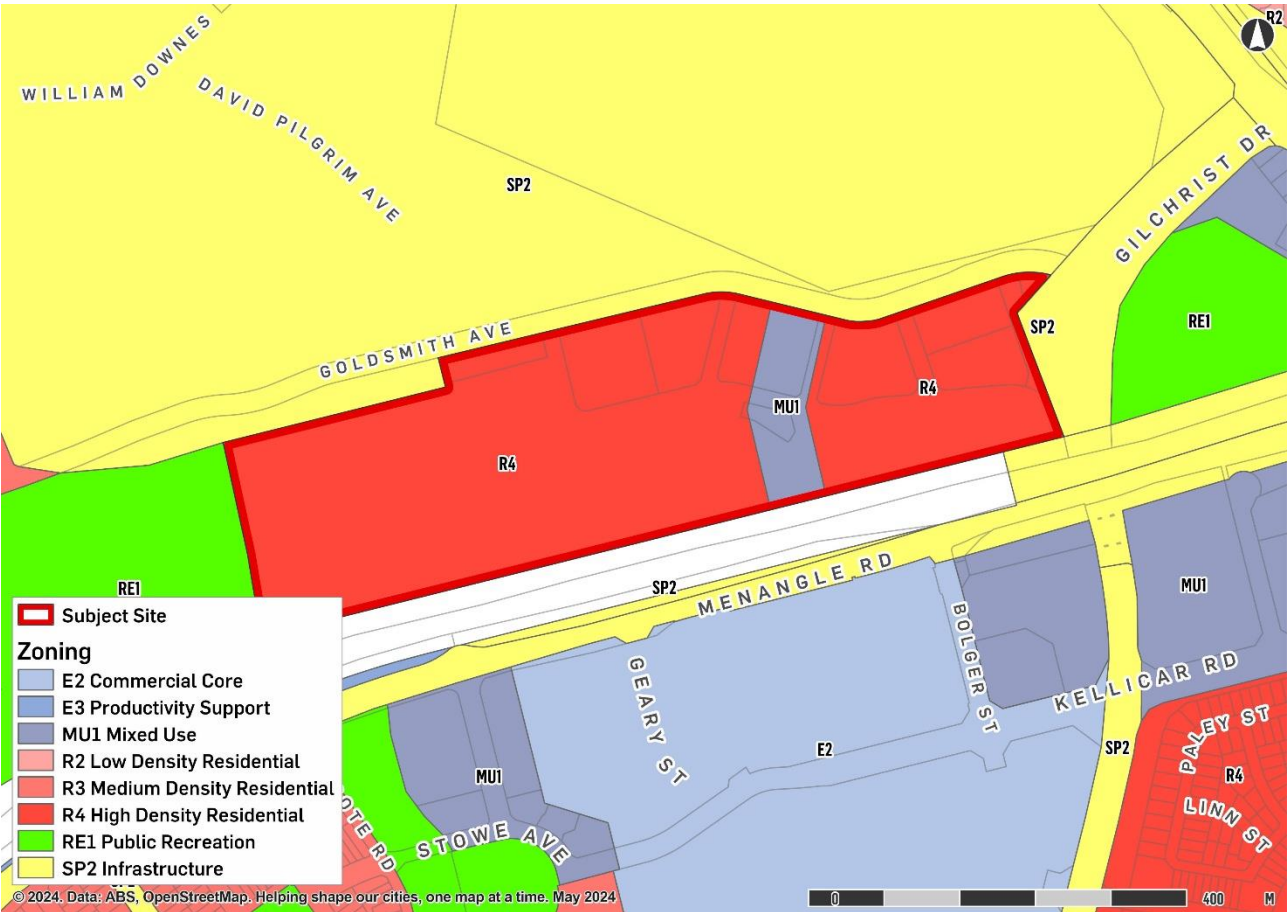 R2
WILLIAM DOWNES
DAVID PILGRIM AVE
SP2
GILCHRIST DR
RE1
SP2
GOLDSMITH AVE
R4
MU1
R4
RE1
SP2
MENANGLE RD
MU1
BOLGER ST
KELLICAR RD
GEARY ST
E2
SP2
PALEY ST
R4
LINN ST
MU1
STOWE AVE
RD
Subject Site
Zoning
E2 Commercial Core
E3 Productivity Support
MU1 Mixed Use
R2 Low Density Residential
R3 Medium Density Residential
R4 High Density Residential
RE1 Public Recreation
SP2 Infrastructure
© 2024. Data: ABS, OpenStreetMap. Helping shape our cities, one map at a time. May 2024
0 400 M